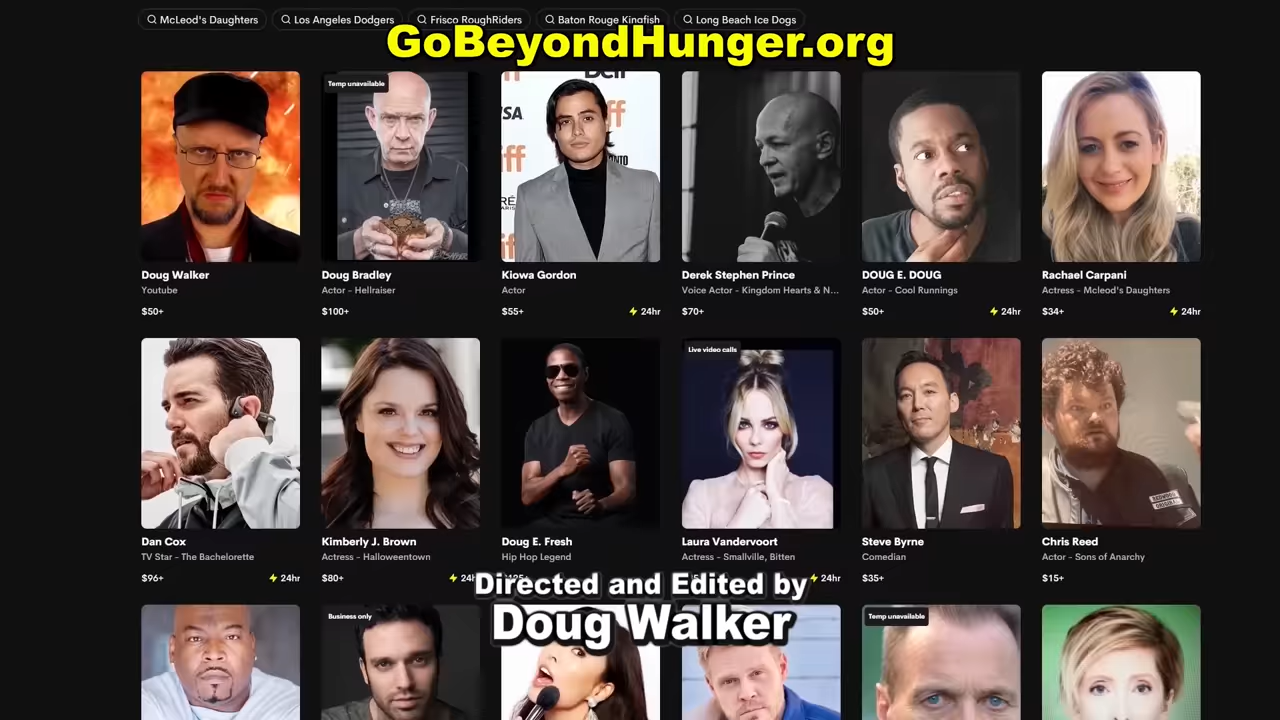 McLeod's Daughters
Los Angeles Dodgers
Frisco RoughRiders
Baton Rouge Kingfish
Long Beach Ice Dogs
GoBeyondHunger.org
Temp unavailable
Doug Walker
Youtube
$50+
Doug Bradley
Actor - Hellraiser
$100+
Kiowa Gordon
Actor
$55+
24hr
Derek Stephen Prince
Voice Actor - Kingdom Hearts & N...
$70+
DOUG E. DOUG
Actor - Cool Runnings
$50+
24hr
Rachael Carpani
Actress - Mcleod's Daughters
$34+
24hr
Live video calls
Dan Cox
TV Star - The Bachelorette
$96+
24hr
Kimberly J. Brown
Actress - Halloweentown
$80+
Doug E. Fresh
Hip Hop Legend
Laura Vandervoort
Actress - Smallville, Bitten
24hr
Steve Byrne
Comedian
$35+
Chris Reed
Actor - Sons of Anarchy
$15+
Directed and Edited by
Doug Walker
Business only
Temp unavailable